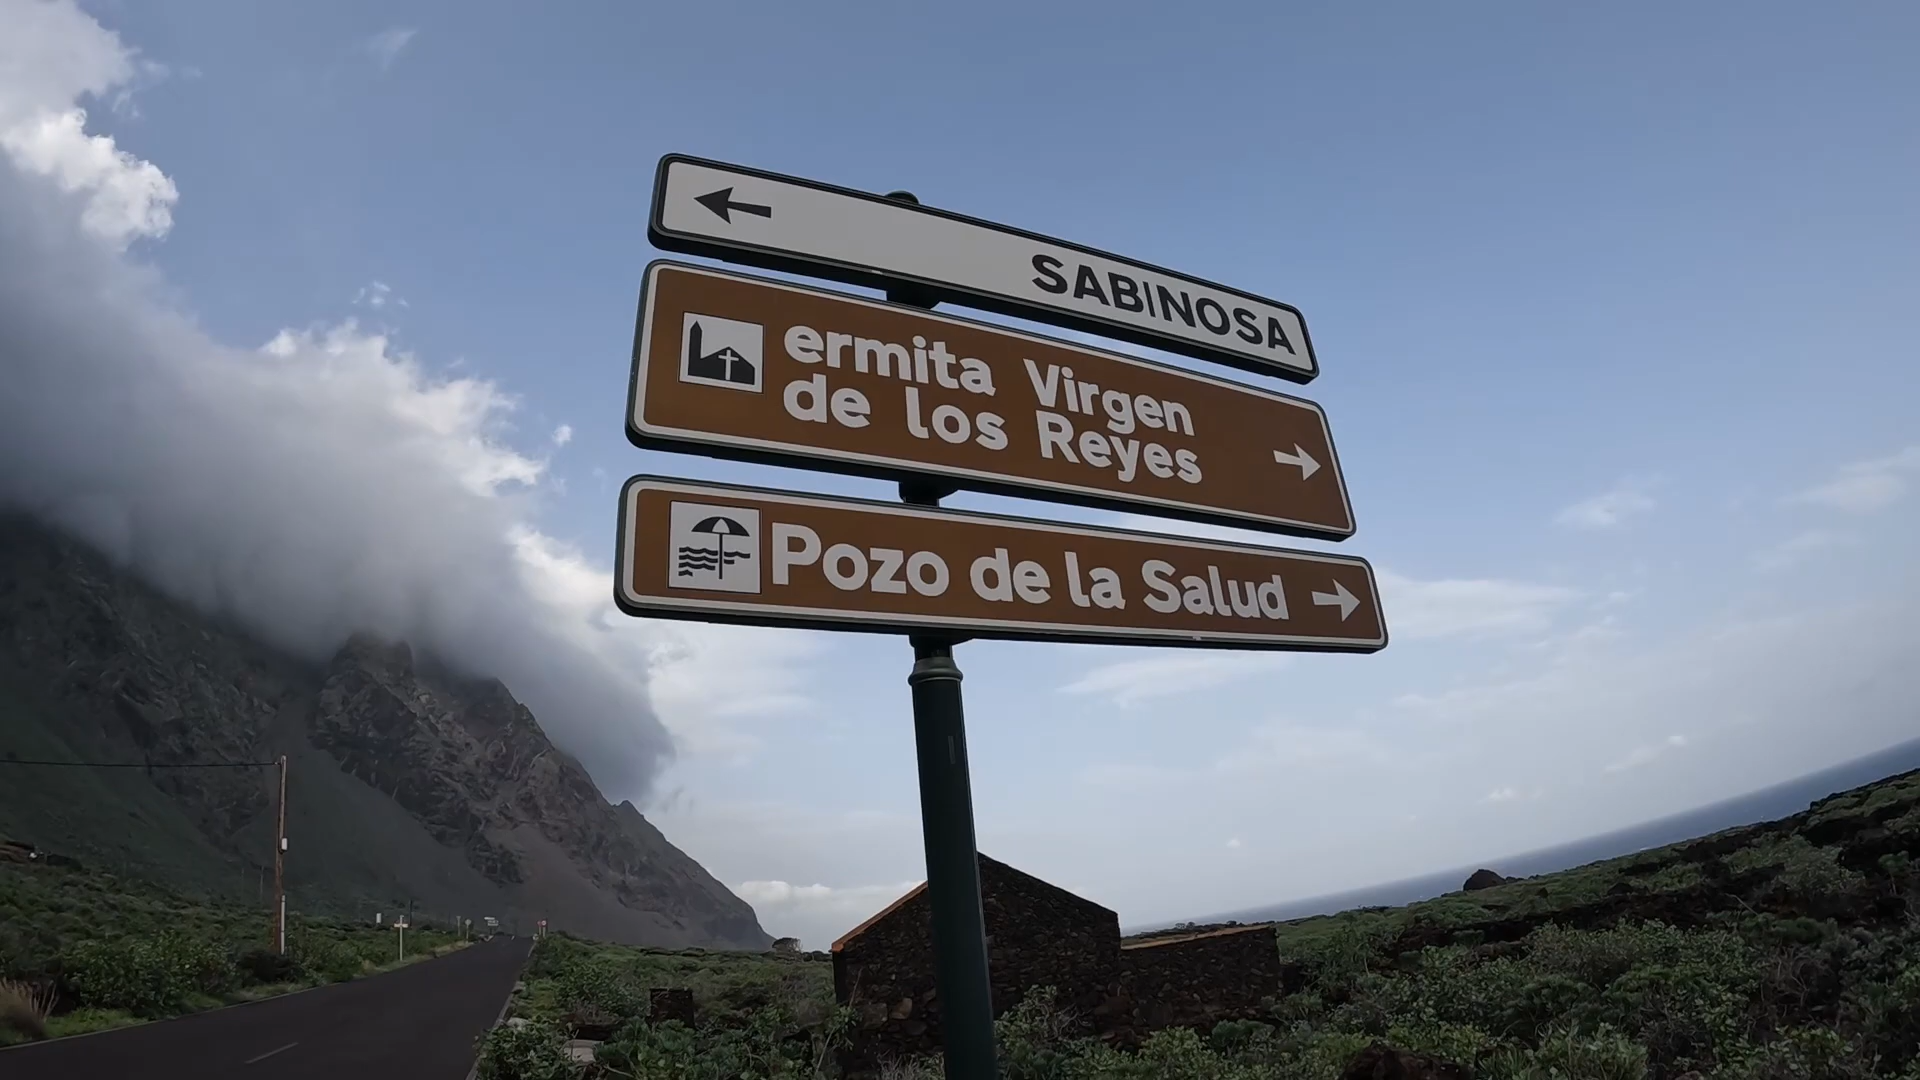 SABINOSA
ermita Virgen
de los Reyes
Pozo de la Salud